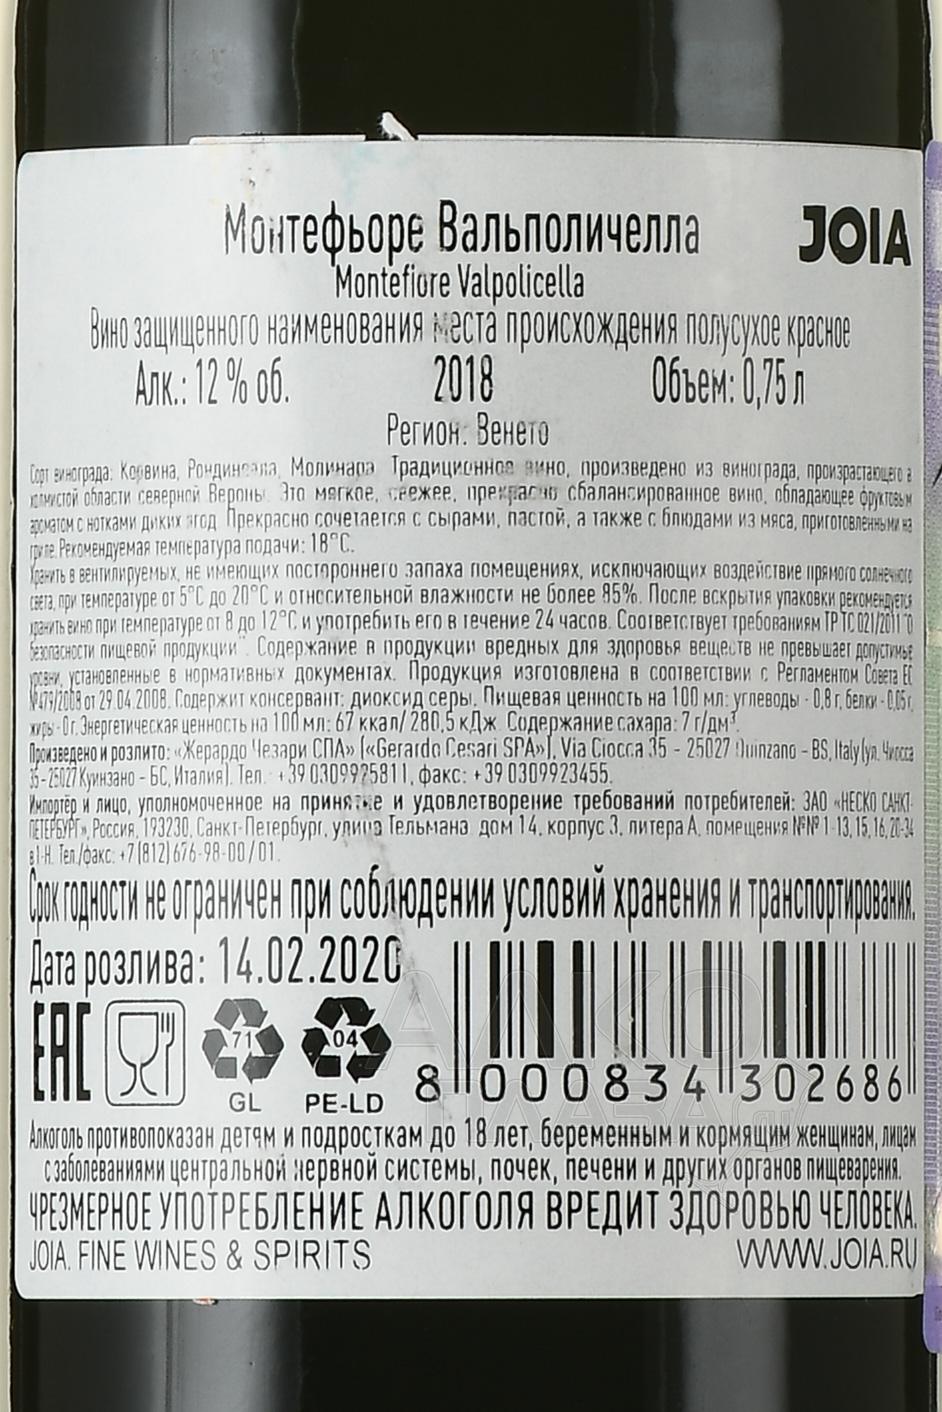 Монтефьоре Вальполичелла
JOIA
Montefiore Valpolicella
Вино защищенного наименования места происхождения полусухое красное
Алк.: 12 % об. 2018 Объем: 0,75 л
Регион: Венето
Сорт винограда: Корвина, Рондинелла, Молинара. Традиционное вино, произведено из винограда, произрастающего в
холмистой области северной Вероны. Это мягкое, свежее, прекрасно сбалансированное вино, обладающее фруктовым
ароматом с нотками диких ягод. Прекрасно сочетается с сырами, пастой, а также с блюдами из мяса, приготовленными на
гриле. Рекомендуемая температура подачи: 18°С.
Хранить в вентилируемых, не имеющих постороннего запаха помещениях, исключающих воздействие прямого солнечного
света, при температуре от 5°С до 20°С и относительной влажности не более 85%. После вскрытия упаковки рекомендуется
хранить вино при температуре от 8 до 12°С и употребить его в течение 24 часов. Соответствует требованиям ТР ТС 021/2011 "О
безопасности пищевой продукции". Содержание в продукции вредных для здоровья веществ не превышает допустимые
уровни, установленные в нормативных документах. Продукция изготовлена в соответствии с Регламентом Совета ЕС
№479/2008 от 29.04.2008. Содержит консервант: диоксид серы. Пищевая ценность на 100 мл: углеводы - 0,8 г, белки - 0,05 г,
жиры - 0 г. Энергетическая ценность на 100 мл: 67 ккал/ 280,5 кДж. Содержание сахара: 7 г/дм³.
Произведено и розлито: «Жерардо Чезари СПА» («Gerardo Cesari SPA»), Via Ciocca 35 - 25027 Quinzano - BS, Italy (ул. Чиосса
35 - 25027 Куинзано - БС, Италия). Тел.: +39 0309925811, факс: +39 0309923455.
Импортёр и лицо, уполномоченное на принятие и удовлетворение требований потребителей: ЗАО «НЕСКО САНКТ-
ПЕТЕРБУРГ», Россия, 193230, Санкт-Петербург, улица Тельмана, дом 14, корпус 3, литера А, помещения №№ 1-13, 15, 16, 20-34
в 1-Н. Тел./факс: +7 (812) 676-98-00 / 01.
Срок годности не ограничен при соблюдении условий хранения и транспортирования.
Дата розлива: 14.02.2020
EAC
71
GL
04
PE-LD
8 000834 302686
Алкоголь противопоказан детям и подросткам до 18 лет, беременным и кормящим женщинам, лицам
с заболеваниями центральной нервной системы, почек, печени и других органов пищеварения.
ЧРЕЗМЕРНОЕ УПОТРЕБЛЕНИЕ АЛКОГОЛЯ ВРЕДИТ ЗДОРОВЬЮ ЧЕЛОВЕКА.
JOIA. FINE WINES & SPIRITS
WWW.JOIA.RU
АЛКО
ПЛАЗА.ru